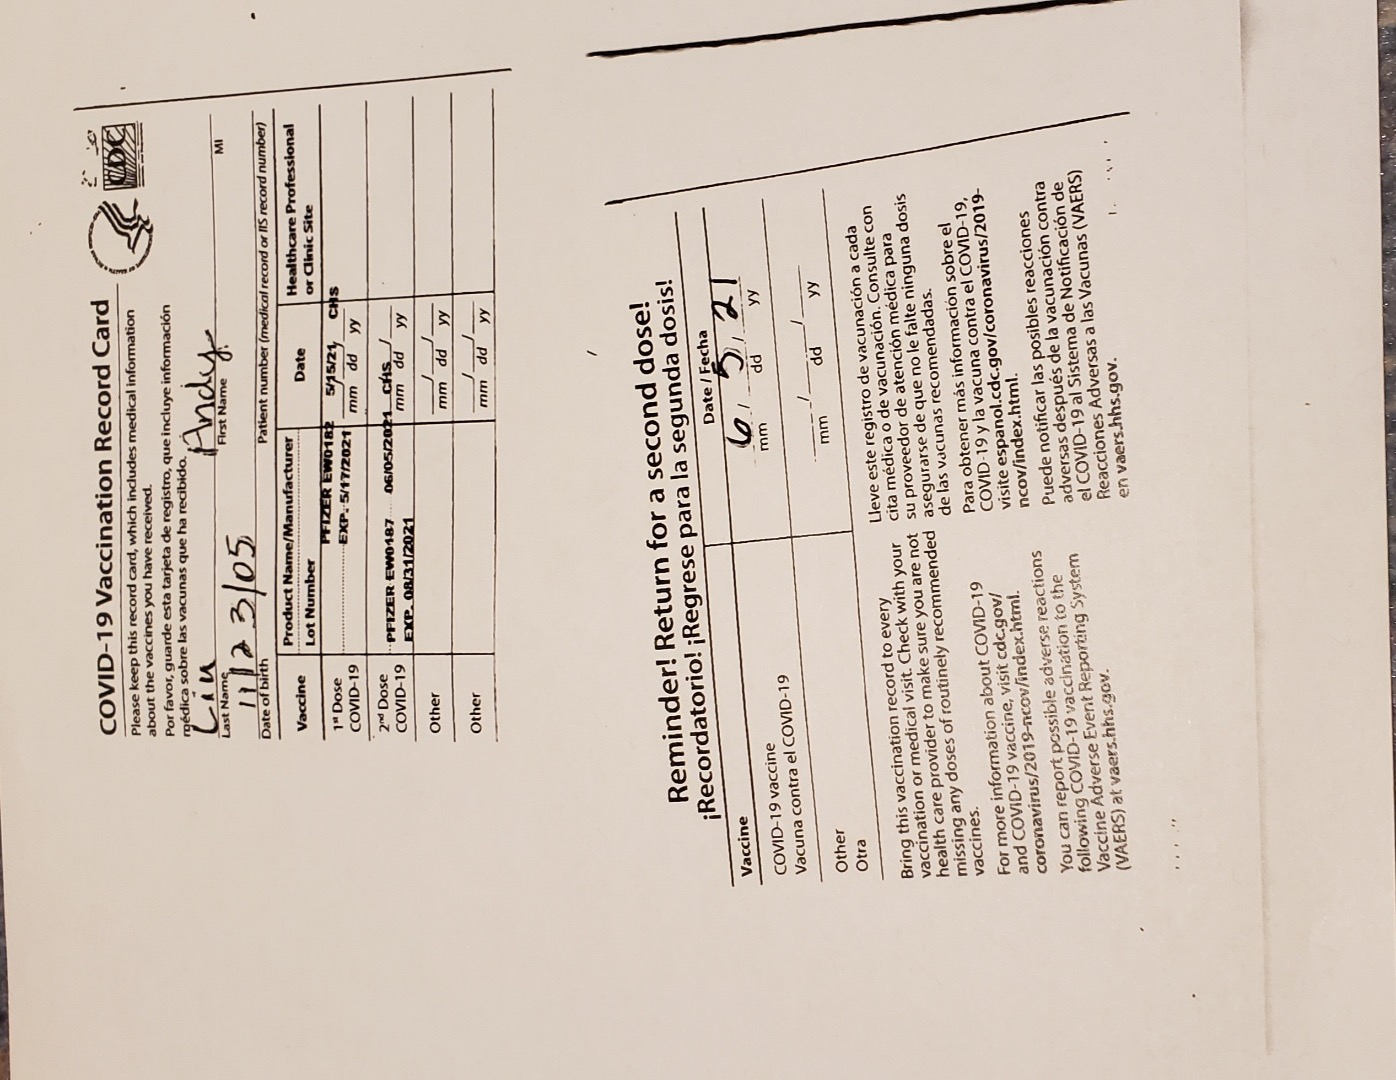 COVID-19 Vaccination Record Card
CDC
Please keep this record card, which includes medical information
about the vaccines you have received.
Por favor, guarde esta tarjeta de registro, que incluye información
médica sobre las vacunas que ha recibido.
Liu Andy
Last Name First Name MI
11/23/05
Date of birth Patient number (medical record or IIS record number)
Vaccine Product Name/Manufacturer Date Healthcare Professional
Lot Number or Clinic Site
1st Dose PFIZER EW0182 5/15/21 CHS
COVID-19 EXP. 5/17/2021 mm dd yy
2nd Dose PFIZER EW0187 06/05/2021 CHS
COVID-19 EXP. 08/31/2021 mm dd yy
Other mm dd yy
Other mm dd yy
Reminder! Return for a second dose!
¡Recordatorio! ¡Regrese para la segunda dosis!
Vaccine Date / Fecha
COVID-19 vaccine 6/5/21
Vacuna contra el COVID-19 mm dd yy
Other
Otra mm dd yy
Bring this vaccination record to every
vaccination or medical visit. Check with your
health care provider to make sure you are not
missing any doses of routinely recommended
vaccines.
For more information about COVID-19
and COVID-19 vaccine, visit cdc.gov/
coronavirus/2019-ncov/index.html.
You can report possible adverse reactions
following COVID-19 vaccination to the
Vaccine Adverse Event Reporting System
(VAERS) at vaers.hhs.gov.
Lleve este registro de vacunación a cada
cita médica o de vacunación. Consulte con
su proveedor de atención médica para
asegurarse de que no le falte ninguna dosis
de las vacunas recomendadas.
Para obtener más información sobre el
COVID-19 y la vacuna contra el COVID-19,
visite espanol.cdc.gov/coronavirus/2019-
ncov/index.html.
Puede notificar las posibles reacciones
adversas después de la vacunación contra
el COVID-19 al Sistema de Notificación de
Reacciones Adversas a las Vacunas (VAERS)
en vaers.hhs.gov.